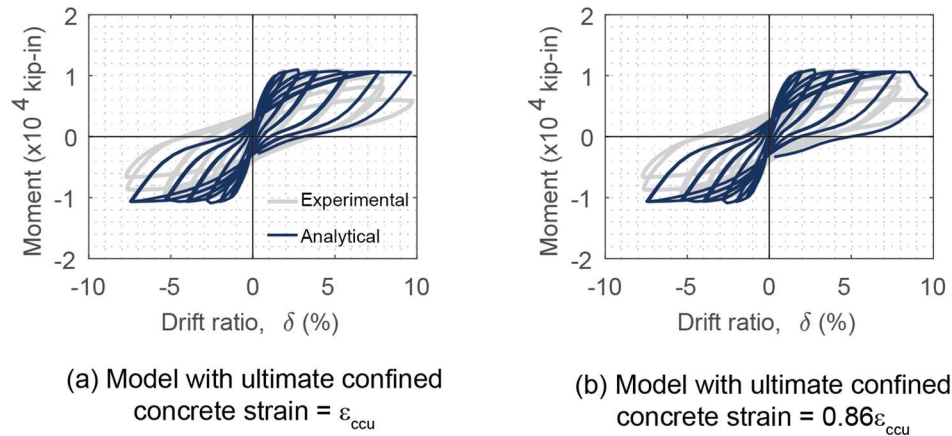 2
1
0
-1
-2
Moment (x10 4 kip-in)
-10
-5
0
5
10
Drift ratio, δ (%)
Experimental
Analytical
(a) Model with ultimate confined
concrete strain = εccu
2
1
0
-1
-2
Moment (x10 4 kip-in)
-10
-5
0
5
10
Drift ratio, δ (%)
(b) Model with ultimate confined
concrete strain = 0.86εccu